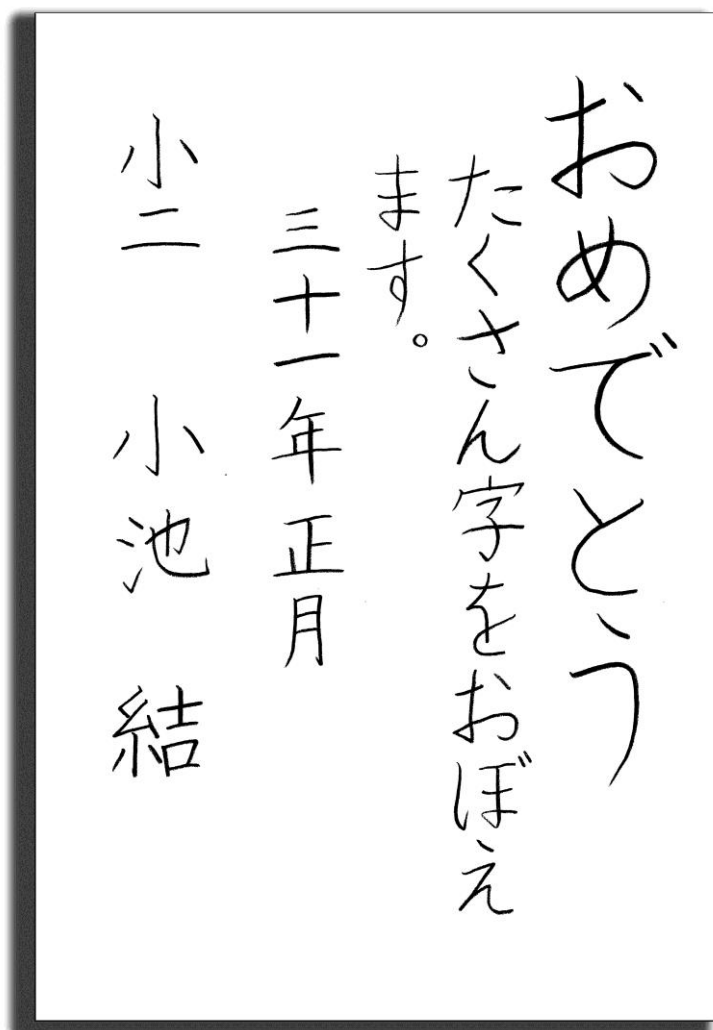 おめでとう
たくさん字をおぼえ
ます。
三十一年 正月
小二 小池 結